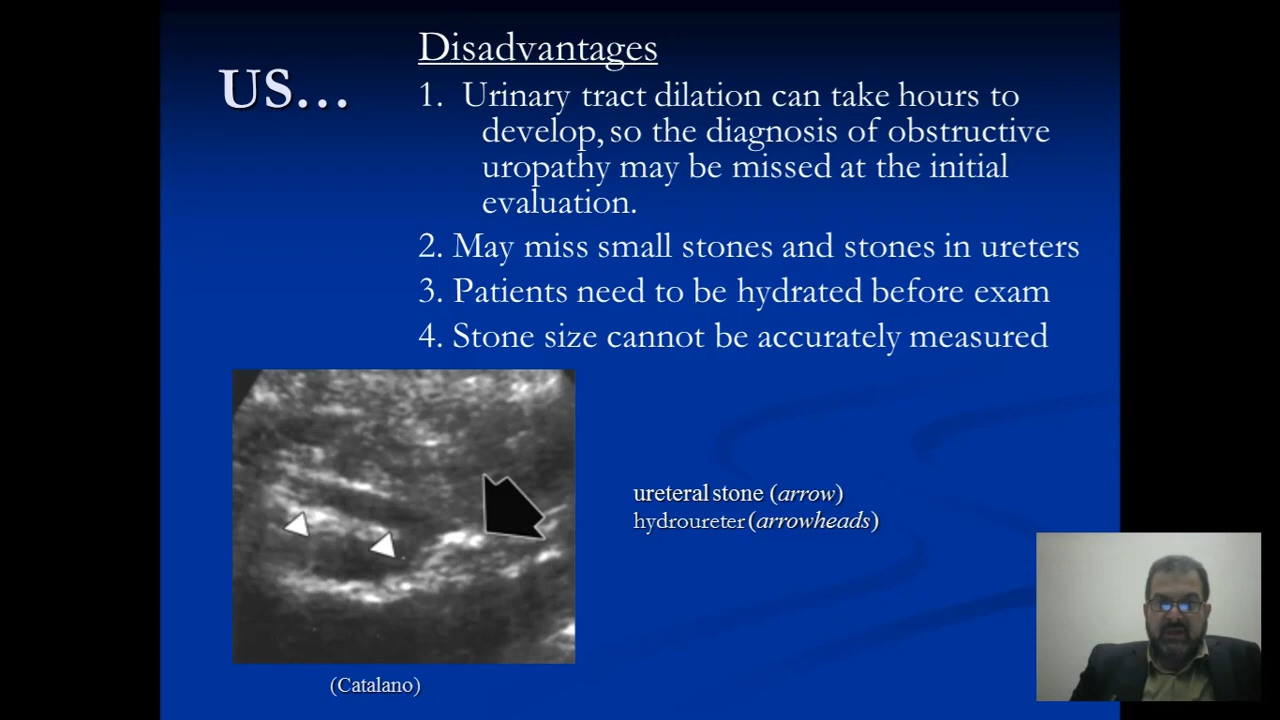 US…
Disadvantages
1. Urinary tract dilation can take hours to
develop, so the diagnosis of obstructive
uropathy may be missed at the initial
evaluation.
2. May miss small stones and stones in ureters
3. Patients need to be hydrated before exam
4. Stone size cannot be accurately measured
ureteral stone (arrow)
hydroureter (arrowheads)
(Catalano)